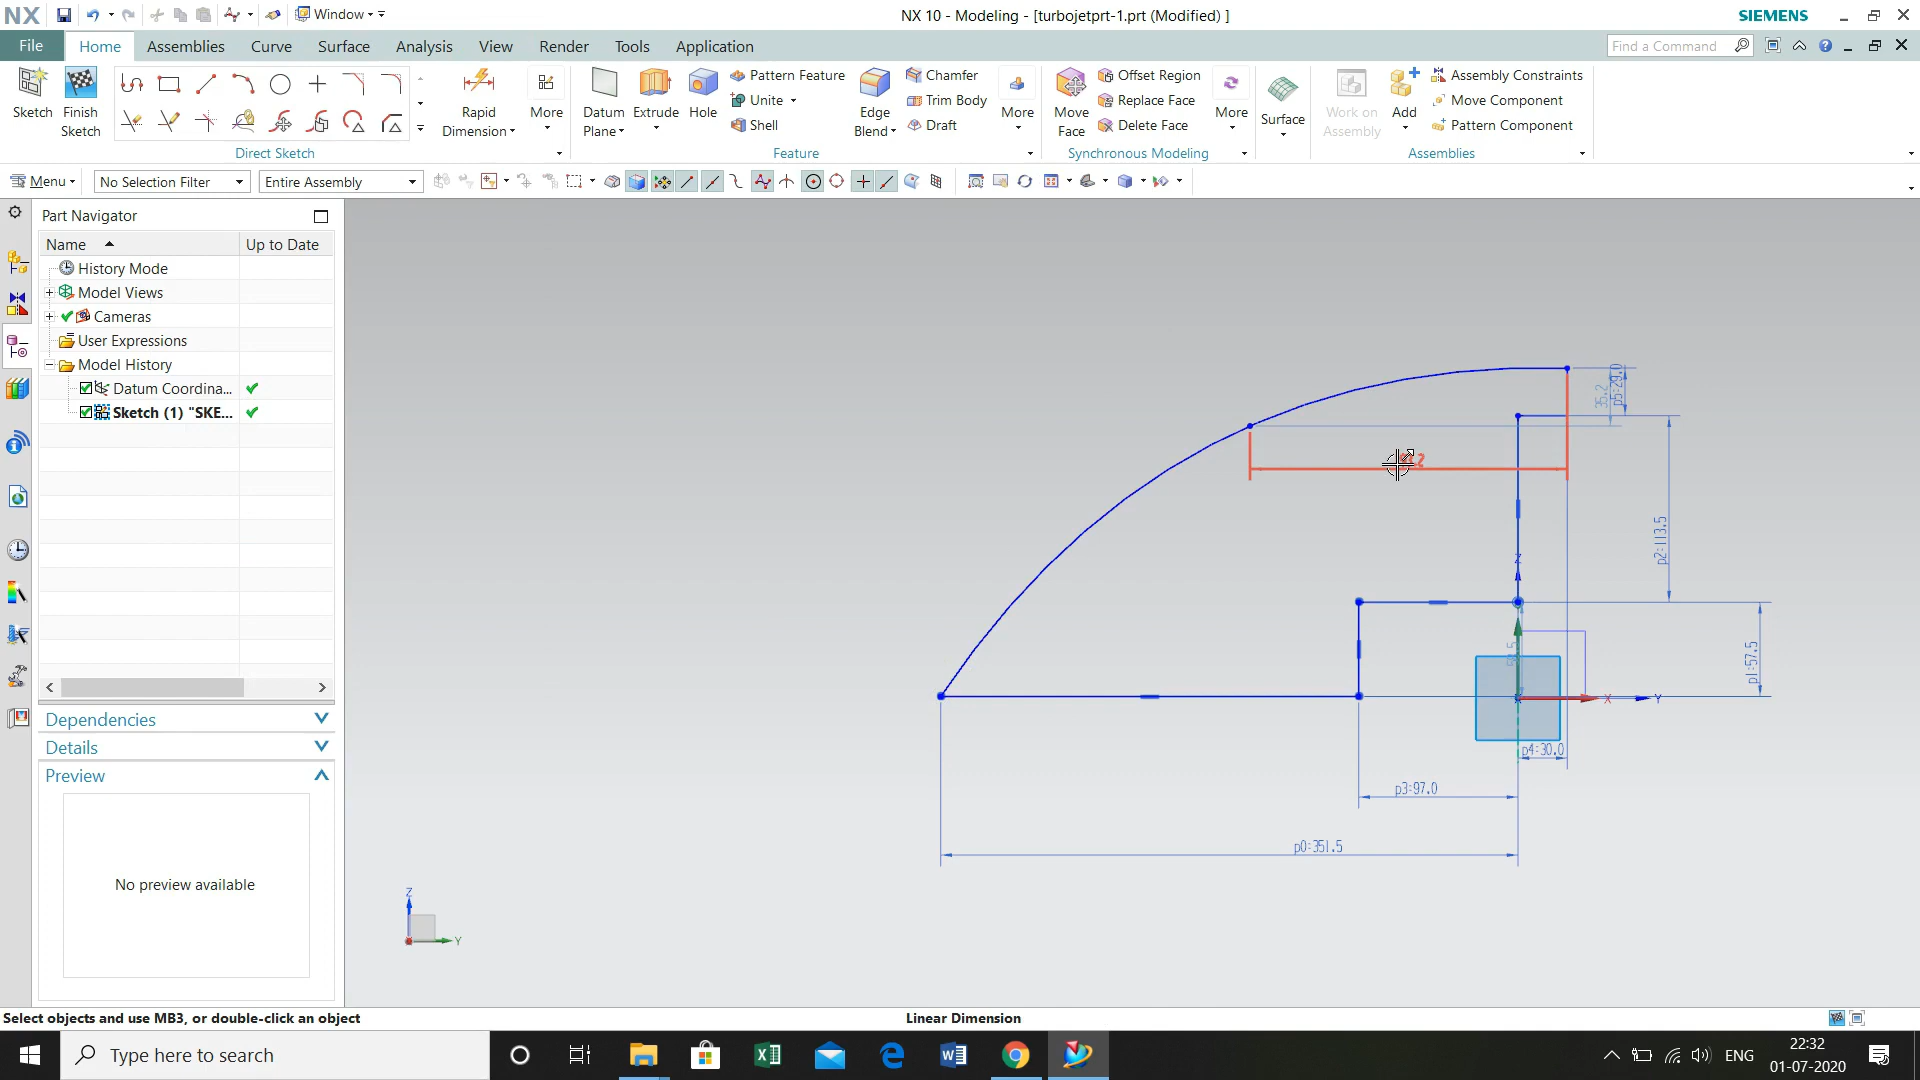 NX
Window
NX 10 - Modeling - [turbojetprt-1.prt (Modified) ]
SIEMENS
File
Home
Assemblies
Curve
Surface
Analysis
View
Render
Tools
Application
Find a Command
Sketch
Finish Sketch
Direct Sketch
Rapid Dimension
More
Datum Plane
Extrude
Hole
Pattern Feature
Unite
Shell
Edge Blend
Chamfer
Trim Body
Draft
More
Feature
Move Face
Offset Region
Replace Face
Delete Face
More
Synchronous Modeling
Surface
Work on Assembly
Add
Assembly Constraints
Move Component
Pattern Component
Assemblies
Menu
No Selection Filter
Entire Assembly
Part Navigator
Name
Up to Date
History Mode
Model Views
Cameras
User Expressions
Model History
Datum Coordina...
Sketch (1) "SKE...
Dependencies
Details
Preview
No preview available
35.2
p5:29.0
p2:113.5
p1:57.5
p4:30.0
p3:97.0
p0:351.5
Z
X
Y
Z
Y
Select objects and use MB3, or double-click an object
Linear Dimension
Type here to search
ENG
22:32
01-07-2020